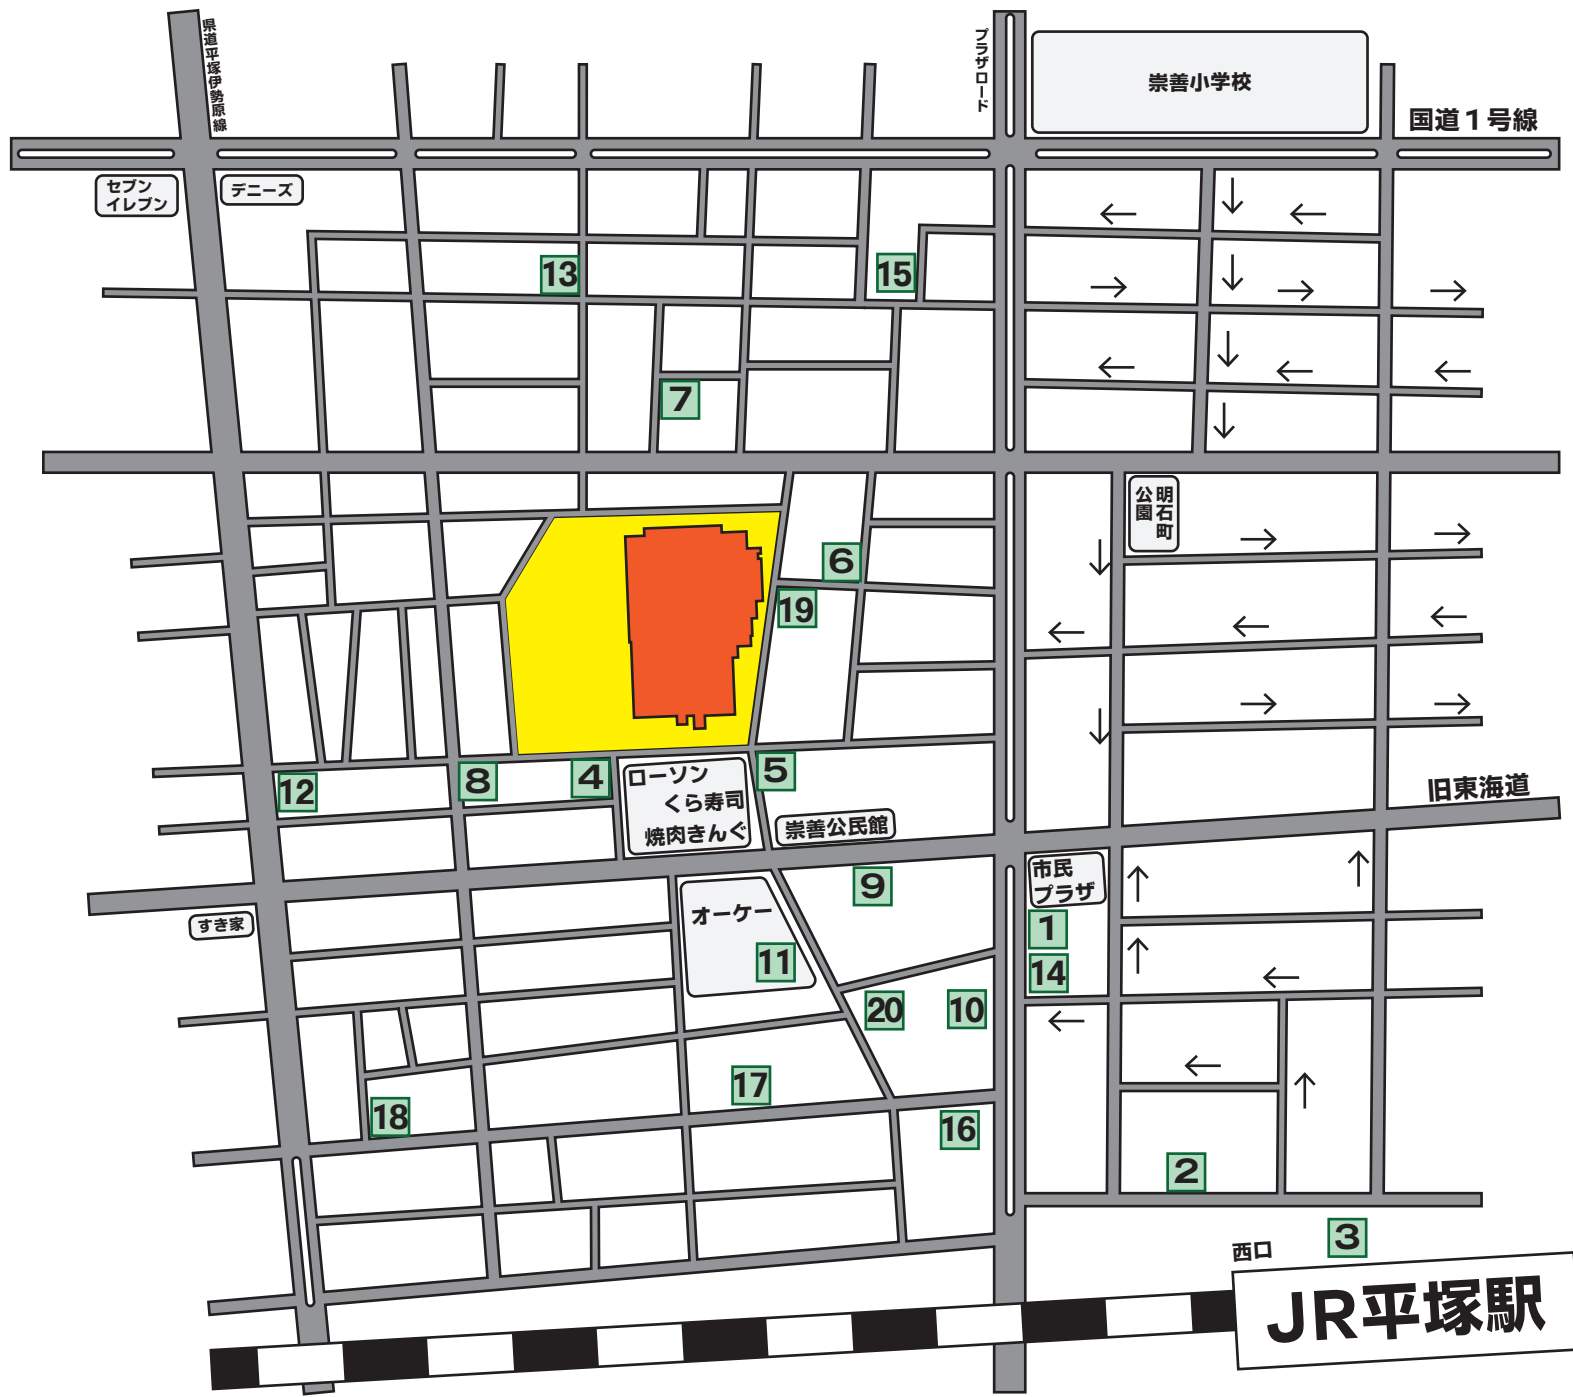 県道平塚伊勢原線
プラザロード
崇善小学校
国道1号線
セブン
イレブン
デニーズ
13
15
7
明石町
公園
6
19
12
8
4
ローソン
くら寿司
焼肉きんぐ
5
崇善公民館
旧東海道
すき家
オーケー
11
9
市民
プラザ
1
14
20
10
17
18
16
2
3
西口
JR平塚駅